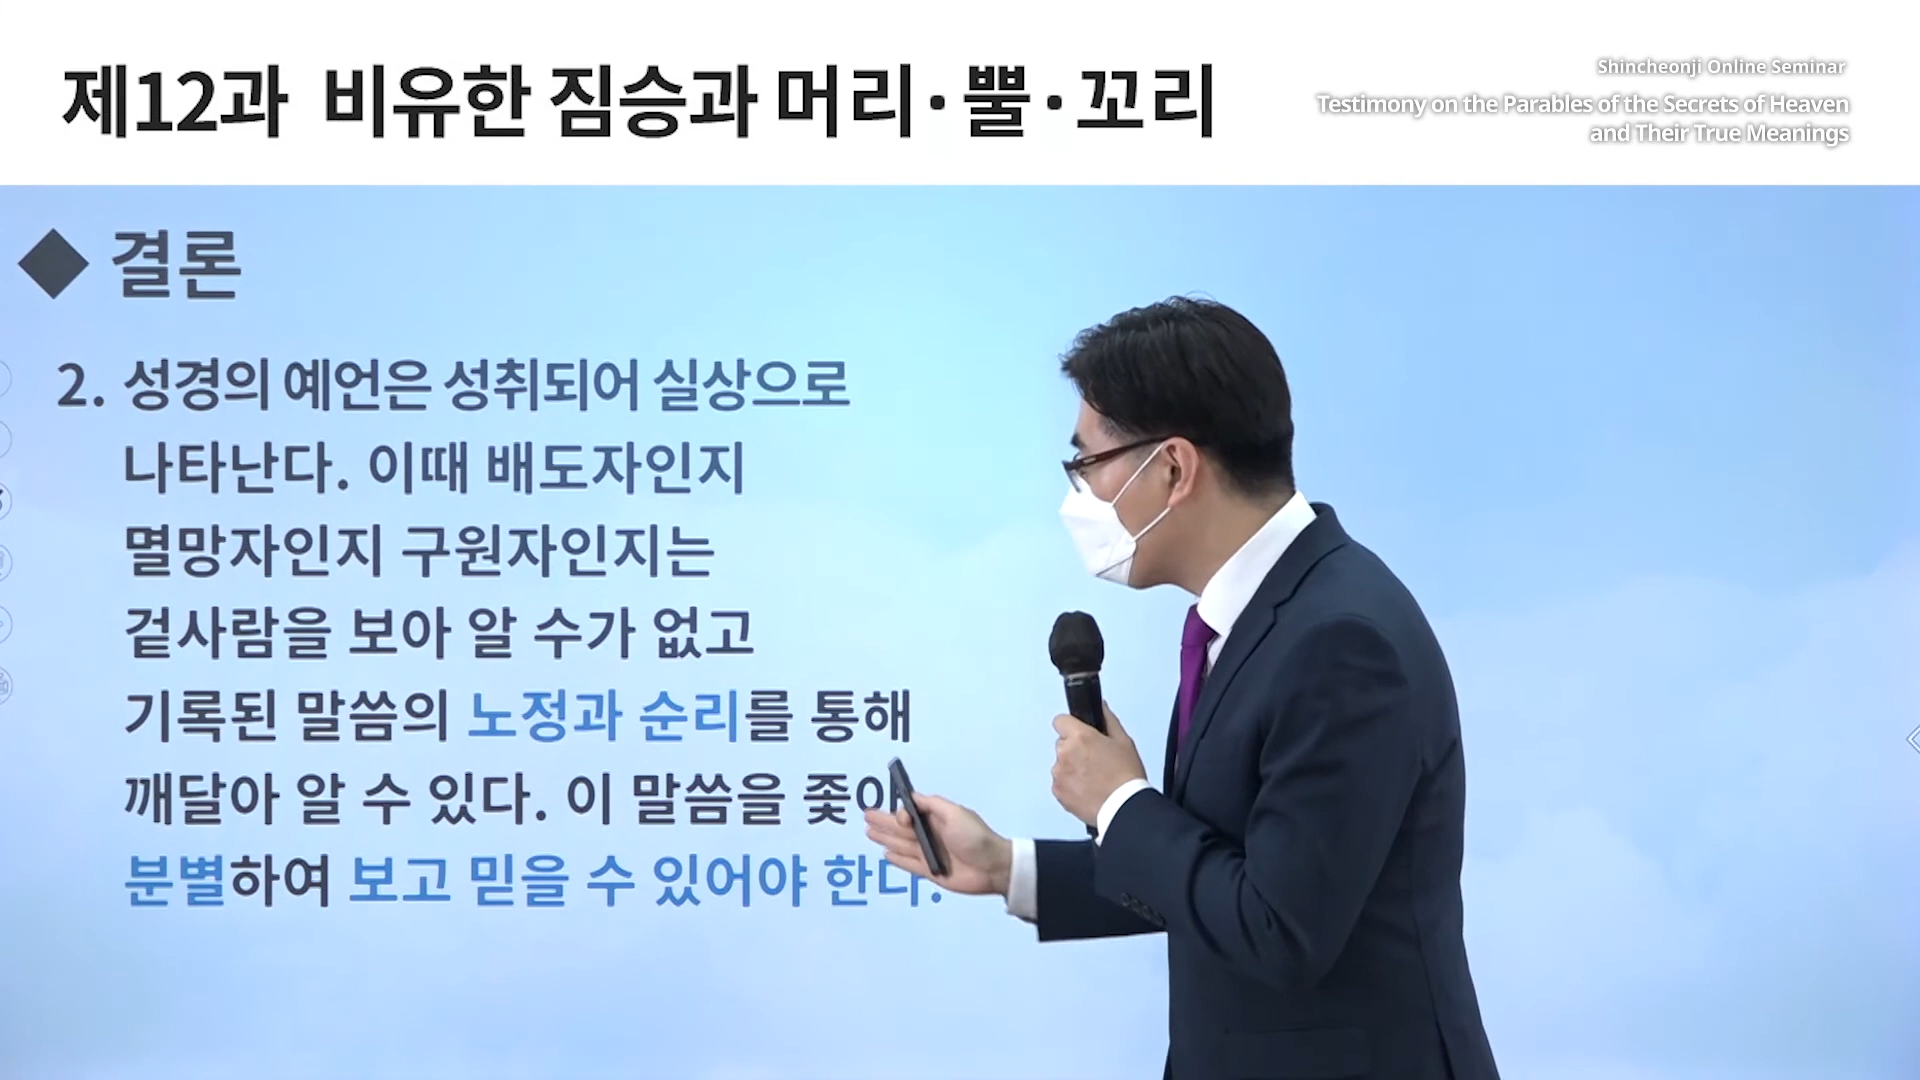 제12과 비유한 짐승과 머리·뿔·꼬리
Shincheonji Online Seminar
Testimony on the Parables of the Secrets of Heaven
and Their True Meanings
◆ 결론
2. 성경의 예언은 성취되어 실상으로
나타난다. 이때 배도자인지
멸망자인지 구원자인지는
겉사람을 보아 알 수가 없고
기록된 말씀의 노정과 순리를 통해
깨달아 알 수 있다. 이 말씀을 좇아
분별하여 보고 믿을 수 있어야 한다.